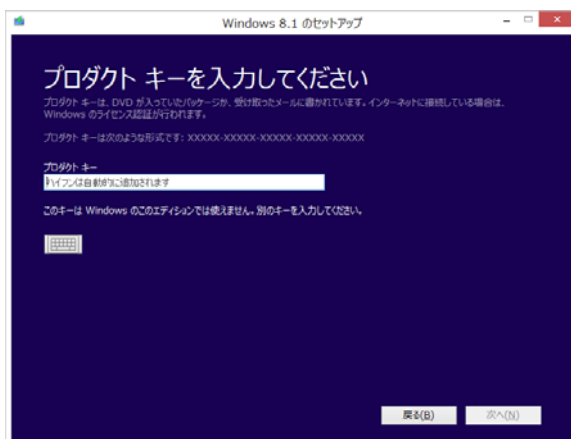 Windows 8.1 のセットアップ
プロダクト キーを入力してください
プロダクト キーは、DVD が入っていたパッケージか、受け取ったメールに書かれています。インターネットに接続している場合は、
Windows のライセンス認証が行われます。
プロダクト キーは次のような形式です: XXXXX-XXXXX-XXXXX-XXXXX-XXXXX
プロダクト キー
ハイフンは自動的に追加されます
このキーは Windows のこのエディションでは使えません。別のキーを入力してください。
戻る(B) 次へ(N)